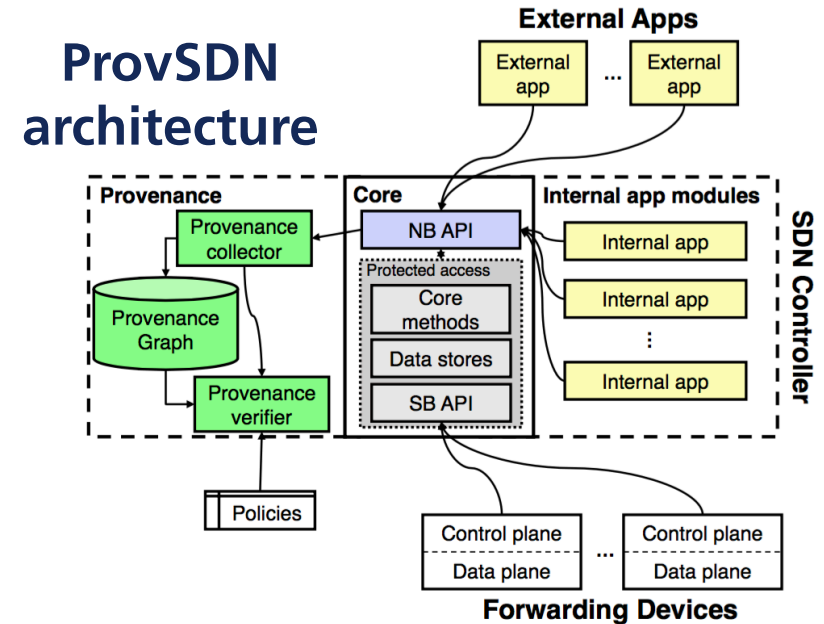 ProvSDN
architecture
External Apps
External
app
...
External
app
Provenance
Core
Internal app modules
Provenance
collector
NB API
Internal app
Protected access
Core
methods
Internal app
Provenance
Graph
Data stores
Internal app
Provenance
verifier
SB API
SDN Controller
Policies
Control plane
Data plane
...
Control plane
Data plane
Forwarding Devices